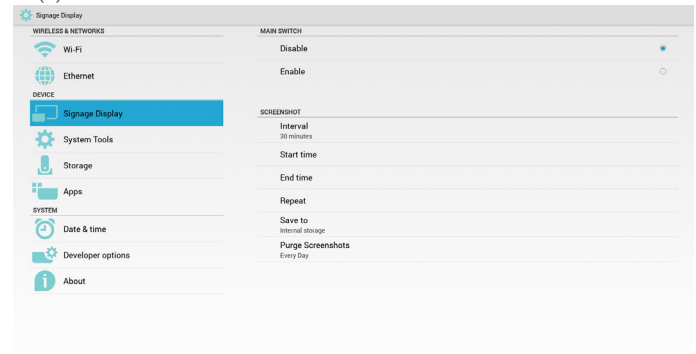 Signage Display
WIRELESS & NETWORKS
Wi-Fi
Ethernet
DEVICE
Signage Display
System Tools
Storage
Apps
SYSTEM
Date & time
Developer options
About
MAIN SWITCH
Disable
Enable
SCREENSHOT
Interval
30 minutes
Start time
End time
Repeat
Save to
Internal storage
Purge Screenshots
Every Day